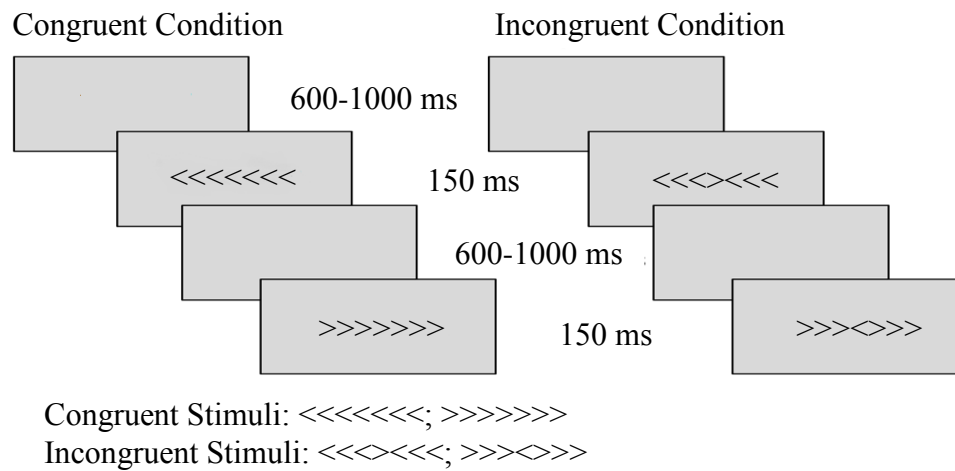 Congruent Condition
Incongruent Condition
600-1000 ms
<<<<<<<
150 ms
<<<><<<
600-1000 ms
>>>>>>>
150 ms
>>><>>>
Congruent Stimuli: <<<<<<<; >>>>>>>
Incongruent Stimuli: <<<><<<; >>><>>>